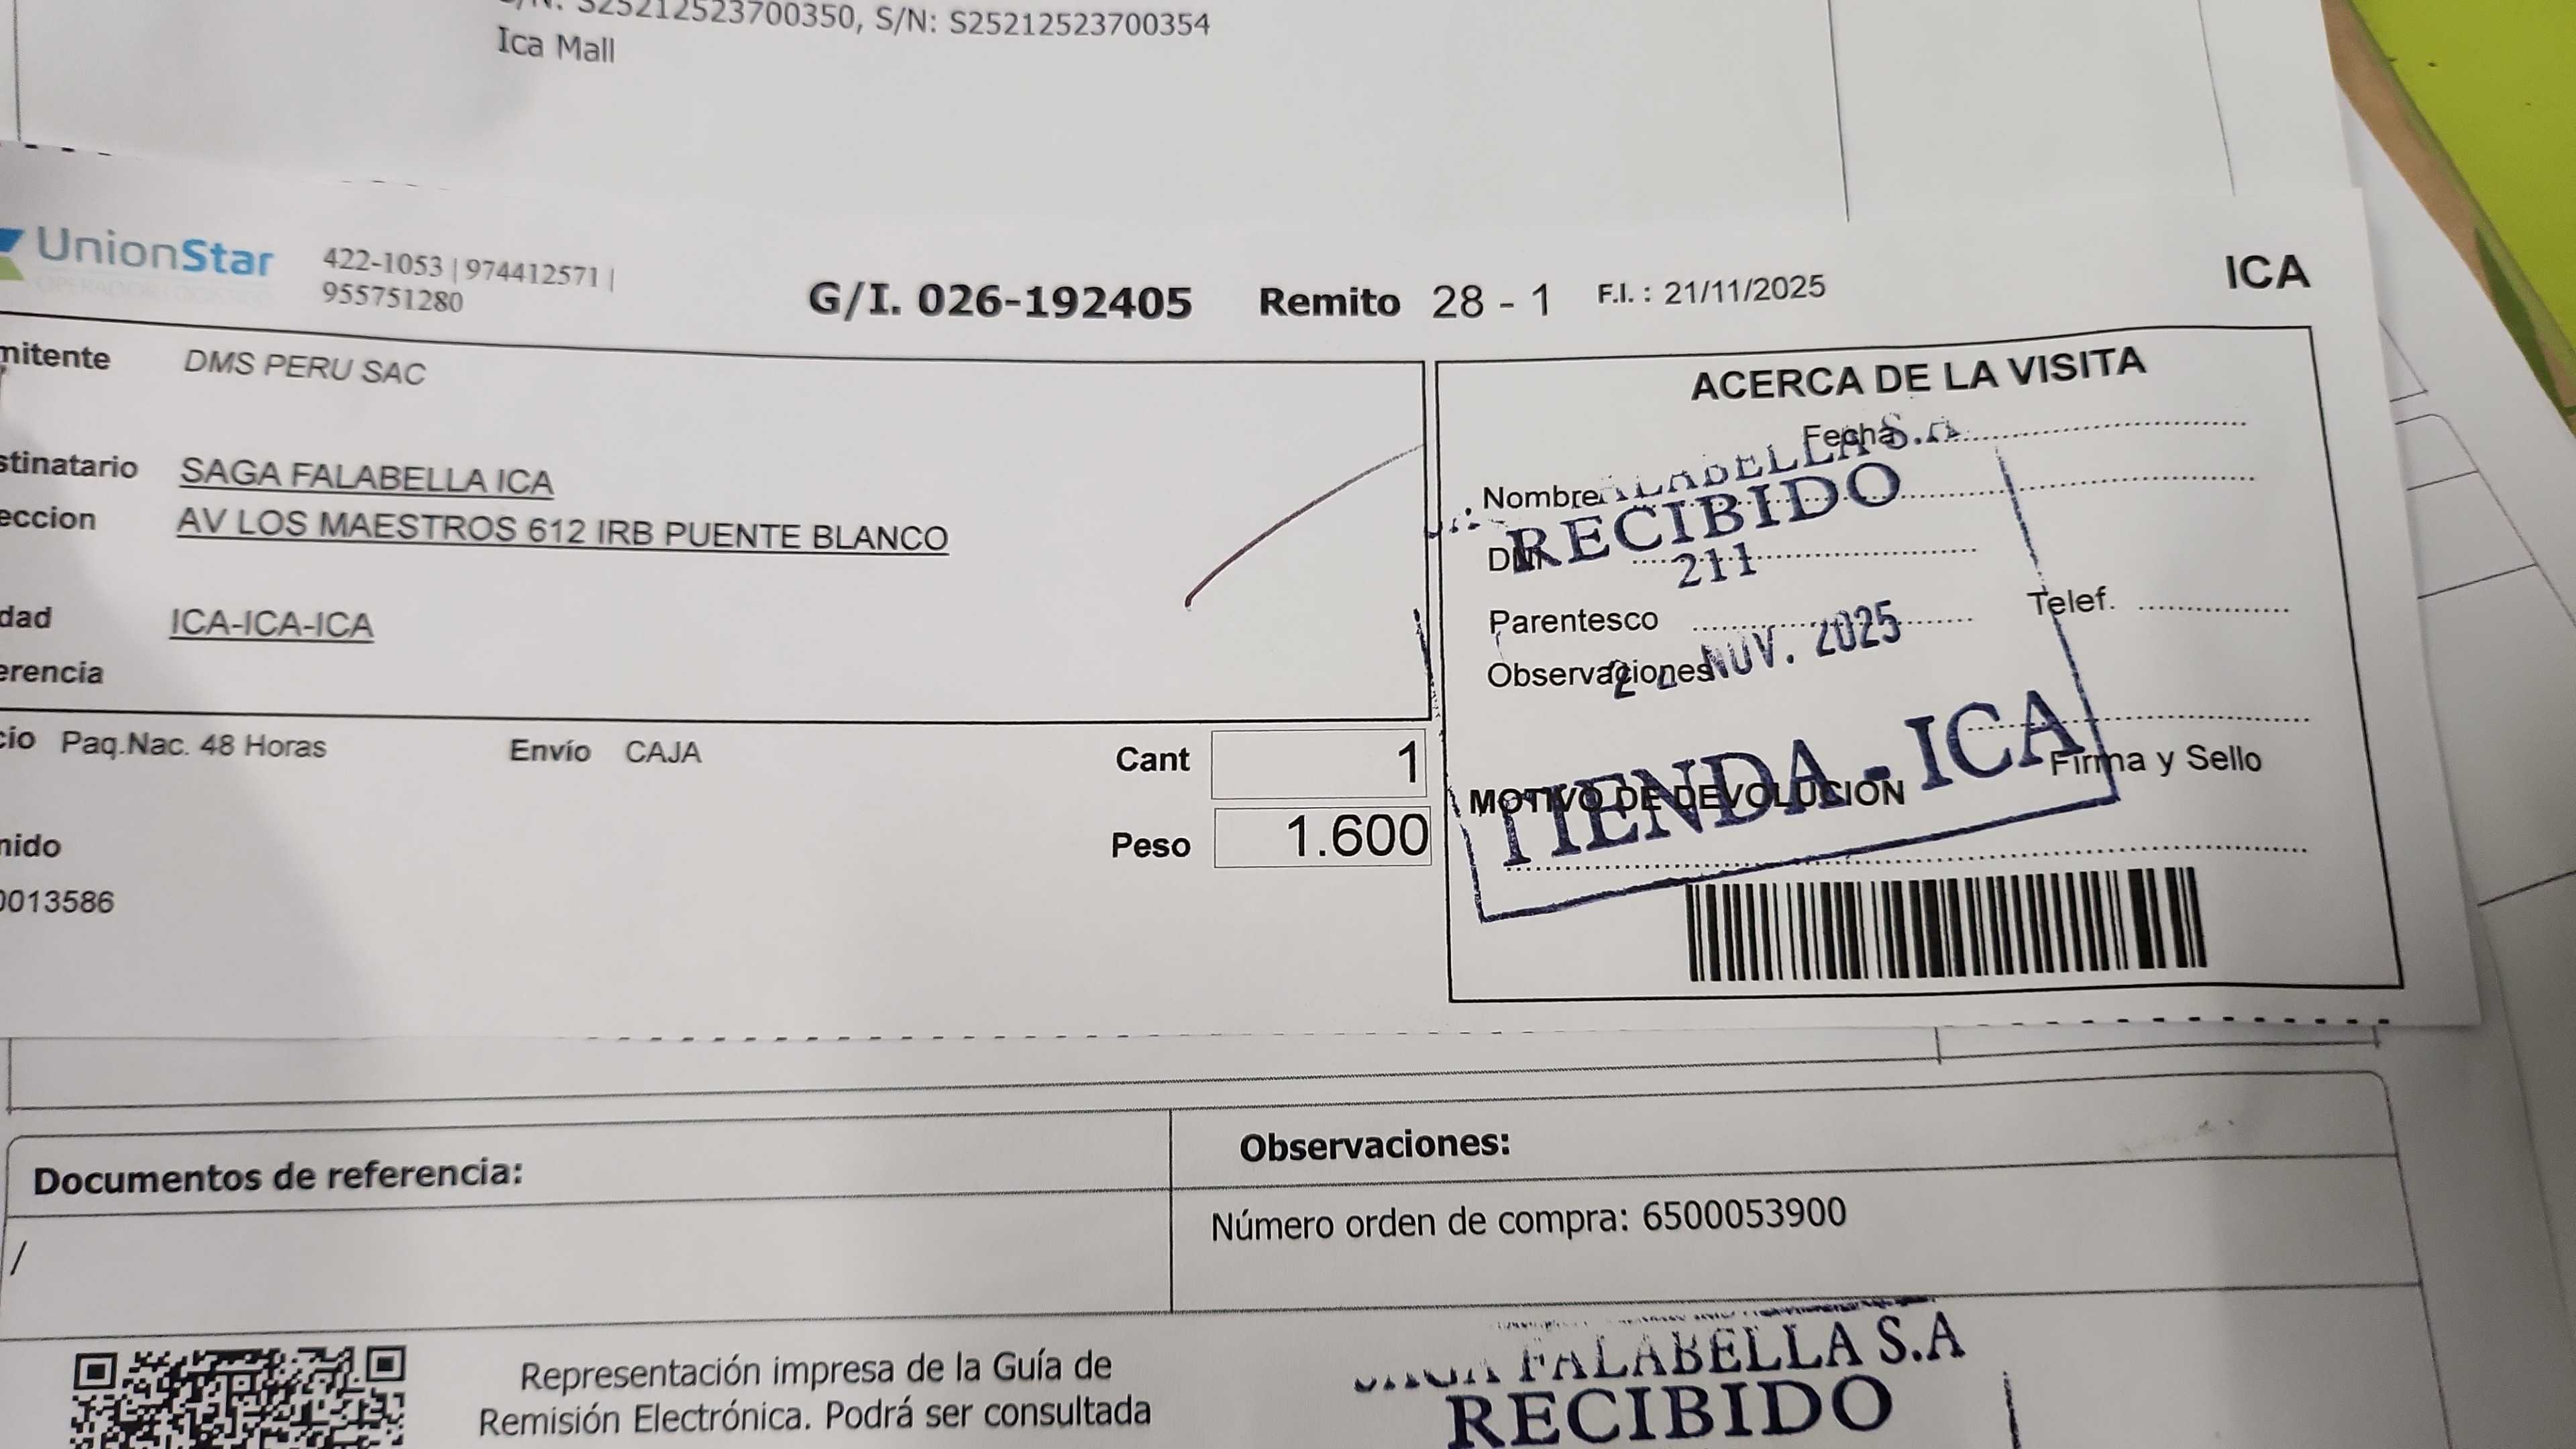 S25212523700350, S/N: S25212523700354
Ica Mall
UnionStar
422-1053 | 974412571 |
955751280
G/I. 026-192405 Remito 28 - 1 F.I. : 21/11/2025
ICA
mitente DMS PERU SAC
stinatario SAGA FALABELLA ICA
eccion AV LOS MAESTROS 612 IRB PUENTE BLANCO
dad ICA-ICA-ICA
erencia
cio Paq.Nac. 48 Horas Envío CAJA
Cant 1
Peso 1.600
nido
0013586
ACERCA DE LA VISITA
Fecha
Nombre
FALABELLA S.A
RECIBIDO
DNI
211
Parentesco Telef.
NOV. 2025
Observaciones
TIENDA - ICA
Firma y Sello
MOTIVO DE DEVOLUCION
Documentos de referencia:
/
Observaciones:
Número orden de compra: 6500053900
Representación impresa de la Guía de
Remisión Electrónica. Podrá ser consultada
SAGA FALABELLA S.A
RECIBIDO